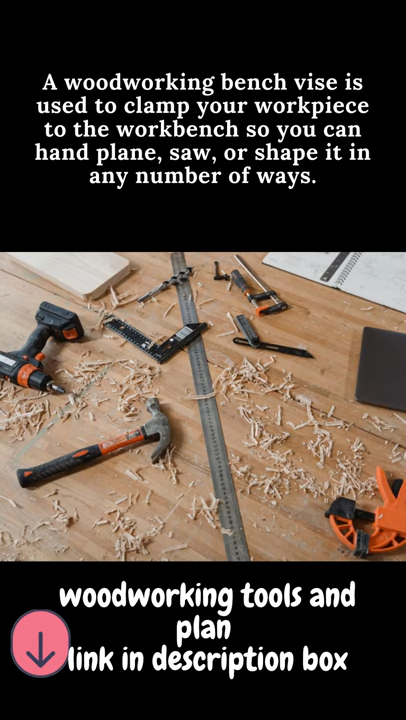 A woodworking bench vise is
used to clamp your workpiece
to the workbench so you can
hand plane, saw, or shape it in
any number of ways.
woodworking tools and
plan
link in description box